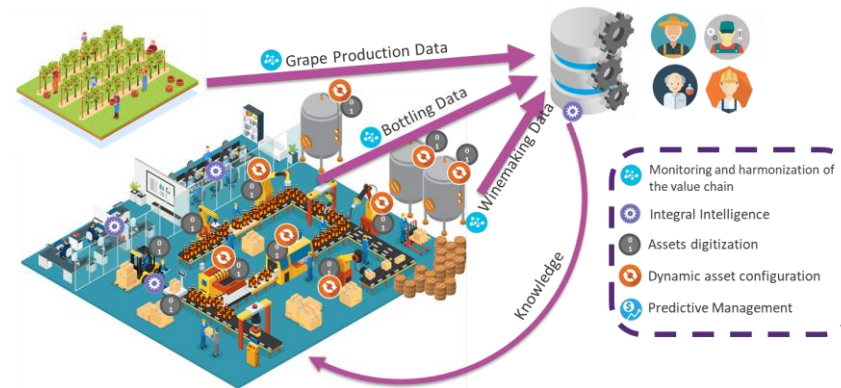 Grape Production Data
Bottling Data
Winemaking Data
Knowledge
Monitoring and harmonization of
the value chain
Integral Intelligence
Assets digitization
Dynamic asset configuration
Predictive Management